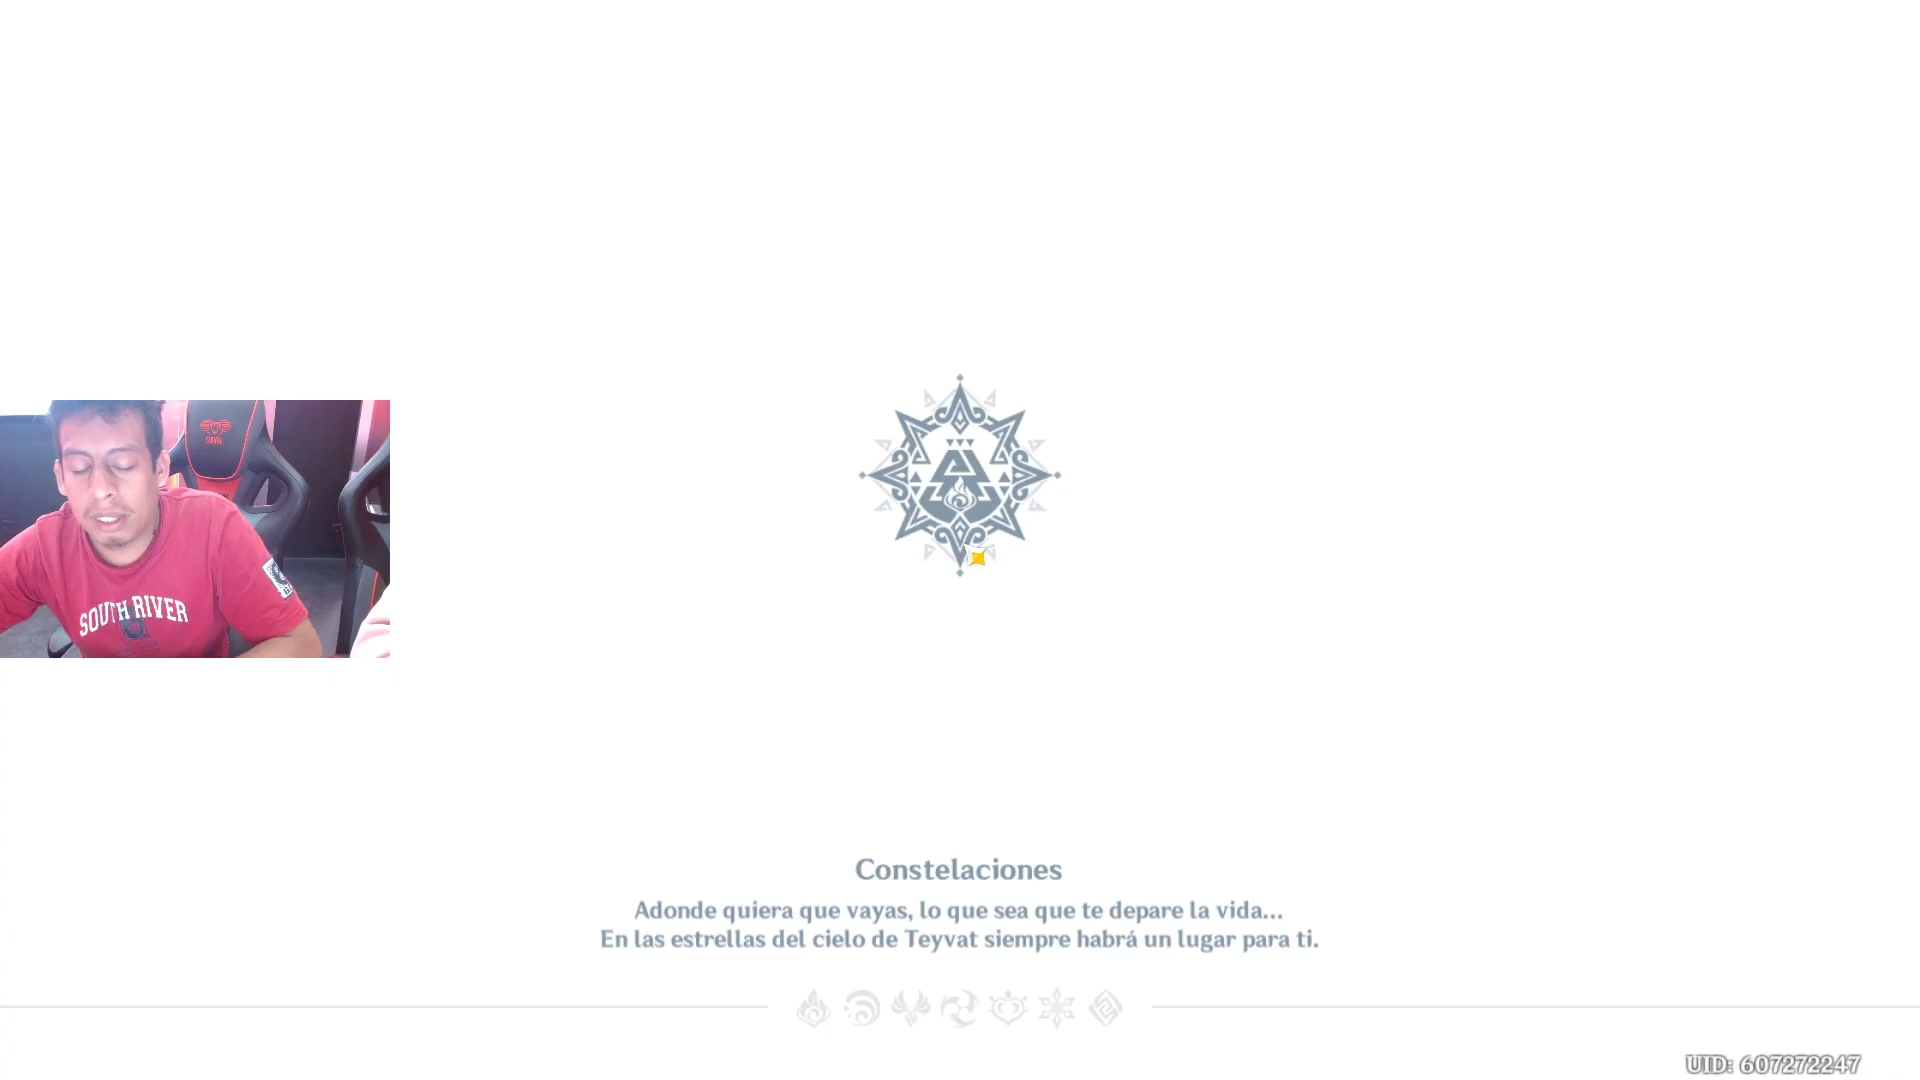 COUGAR
SOUTH RIVER
Constelaciones
Adonde quiera que vayas, lo que sea que te depare la vida...
En las estrellas del cielo de Teyvat siempre habrá un lugar para ti.
UID: 607272247